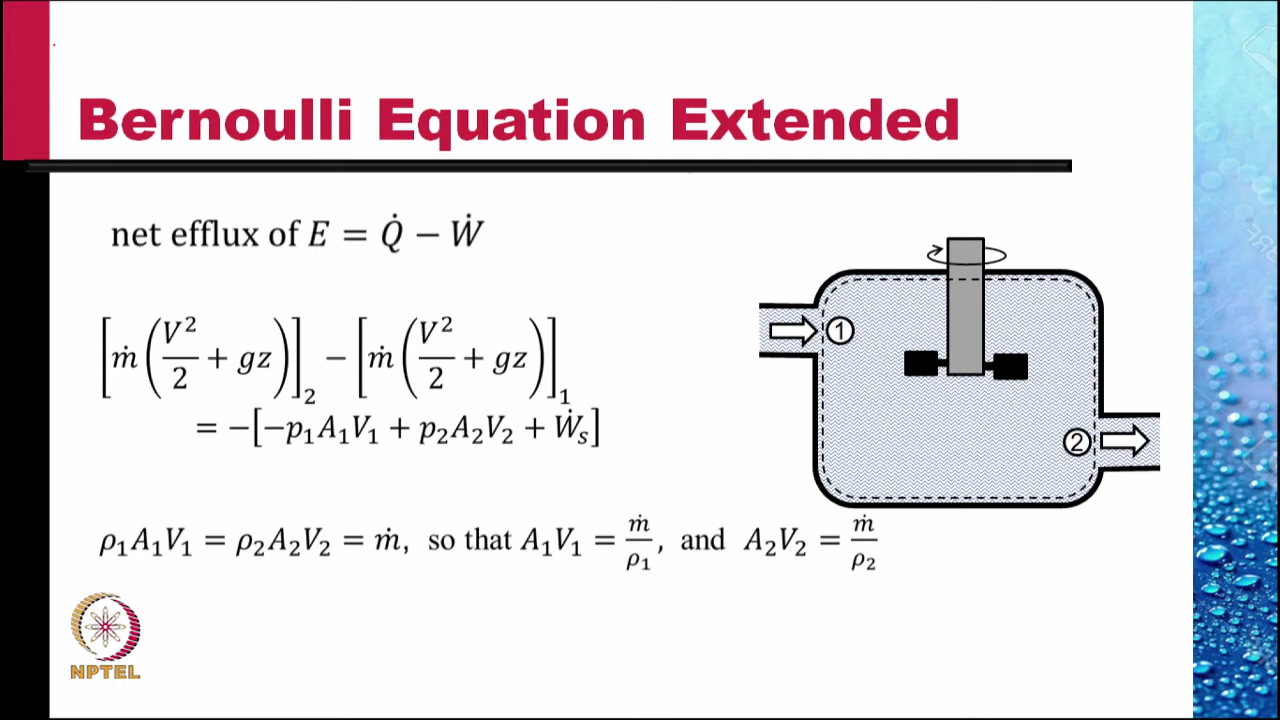 Bernoulli Equation Extended
net efflux of E = Q̇ − Ẇ
[ṁ(V²/2 + gz)]₂ − [ṁ(V²/2 + gz)]₁
= −[−p₁A₁V₁ + p₂A₂V₂ + Ẇₛ]
①
②
ρ₁A₁V₁ = ρ₂A₂V₂ = ṁ, so that A₁V₁ = ṁ/ρ₁, and A₂V₂ = ṁ/ρ₂
NPTEL